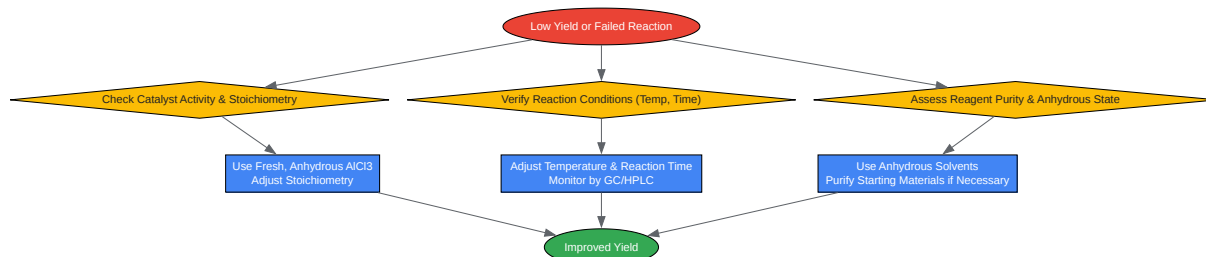 Low Yield or Failed Reaction
Check Catalyst Activity & Stoichiometry
Verify Reaction Conditions (Temp, Time)
Assess Reagent Purity & Anhydrous State
Use Fresh, Anhydrous AlCl3
Adjust Stoichiometry
Adjust Temperature & Reaction Time
Monitor by GC/HPLC
Use Anhydrous Solvents
Purify Starting Materials if Necessary
Improved Yield